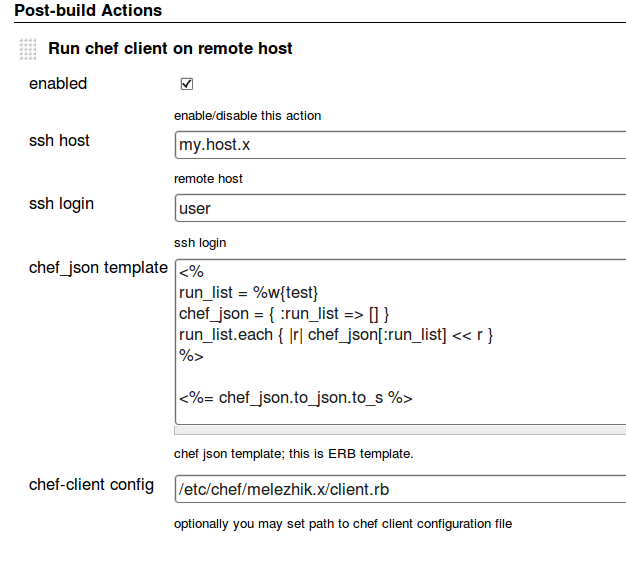 Post-build Actions
Run chef client on remote host
enabled
enable/disable this action
ssh host
my.host.x
remote host
ssh login
user
ssh login
chef_json template
<%
run_list = %w{test}
chef_json = { :run_list => [] }
run_list.each { |r| chef_json[:run_list] << r }
%>
<%= chef_json.to_json.to_s %>
chef json template; this is ERB template.
chef-client config
/etc/chef/melezhik.x/client.rb
optionally you may set path to chef client configuration file